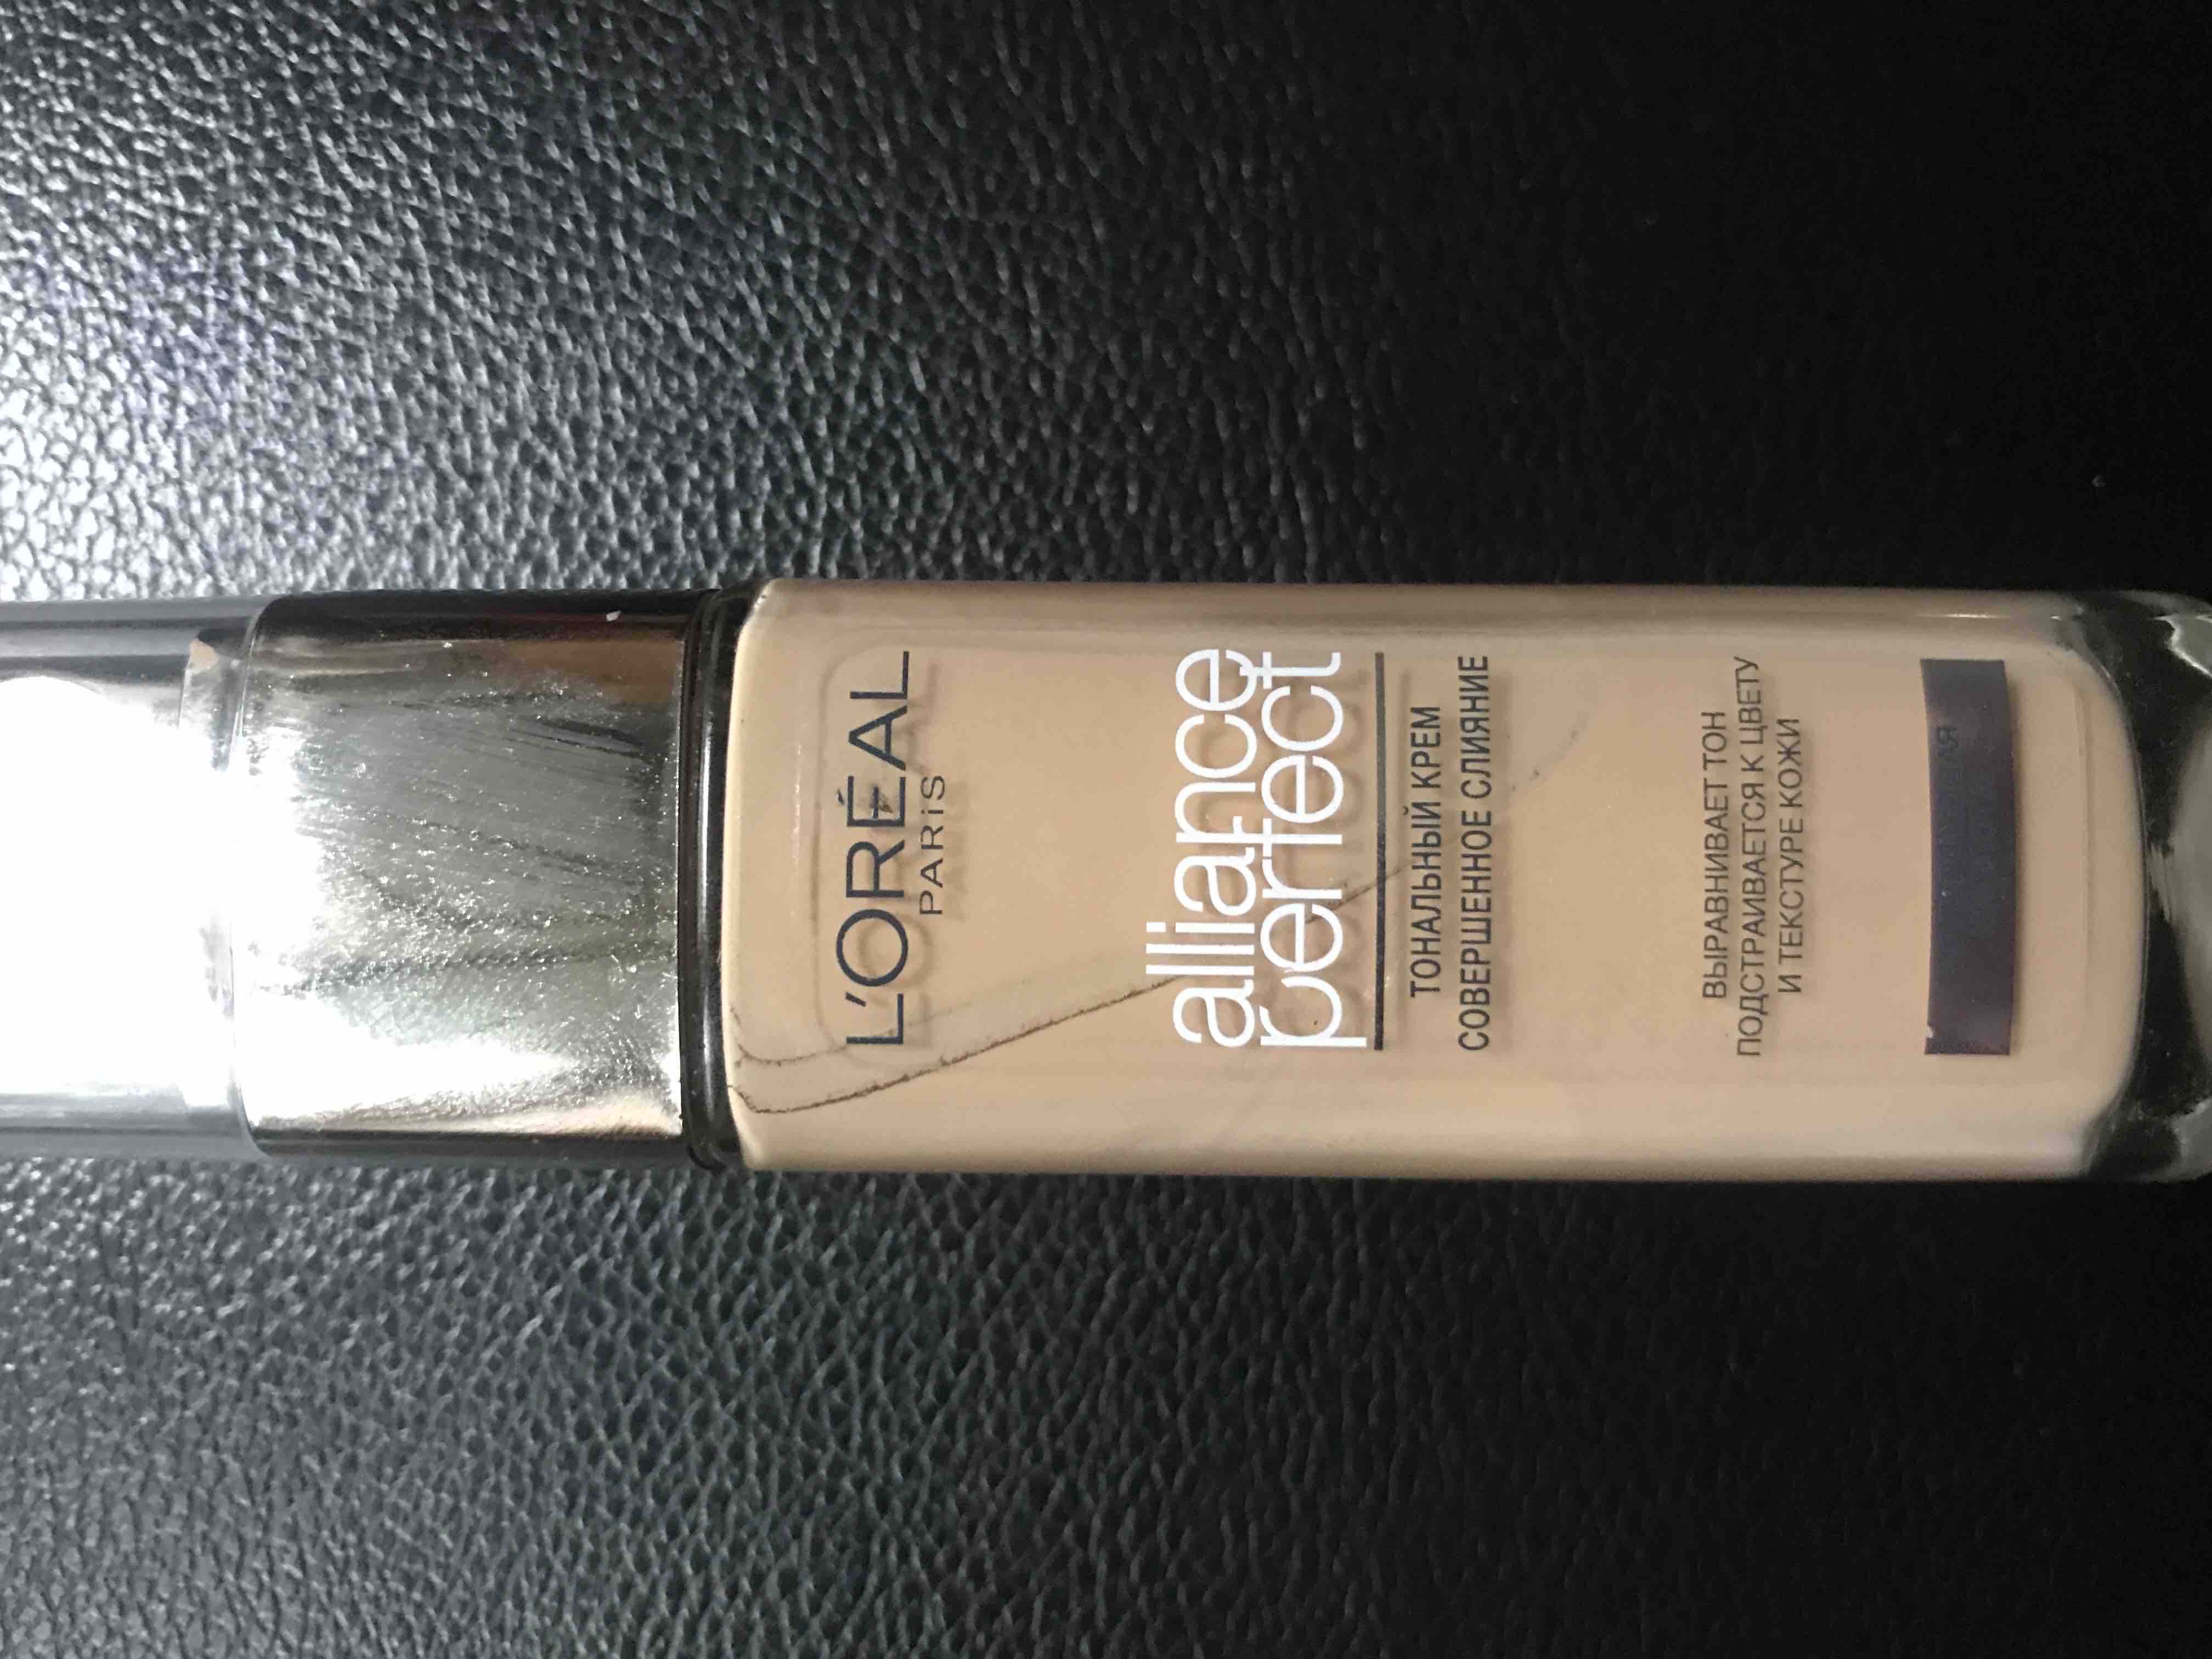 L'ORÉAL
PARIS
alliance
perfect
ТОНАЛЬНЫЙ КРЕМ
СОВЕРШЕННОЕ СЛИЯНИЕ
ВЫРАВНИВАЕТ ТОН
ПОДСТРАИВАЕТСЯ К ЦВЕТУ
И ТЕКСТУРЕ КОЖИ